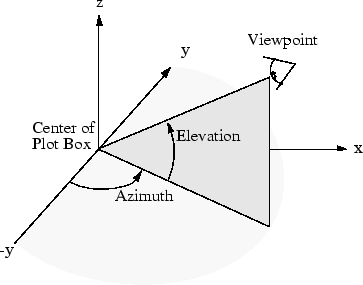 z
y
Viewpoint
Center of
Plot Box
Elevation
x
Azimuth
-y